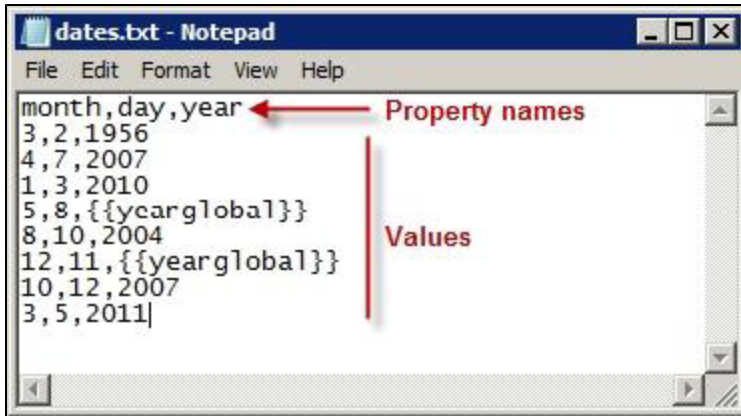 dates.txt - Notepad
File Edit Format View Help
month,day,year
Property names
3,2,1956
4,7,2007
1,3,2010
5,8,{{yearglobal}}
8,10,2004
Values
12,11,{{yearglobal}}
10,12,2007
3,5,2011